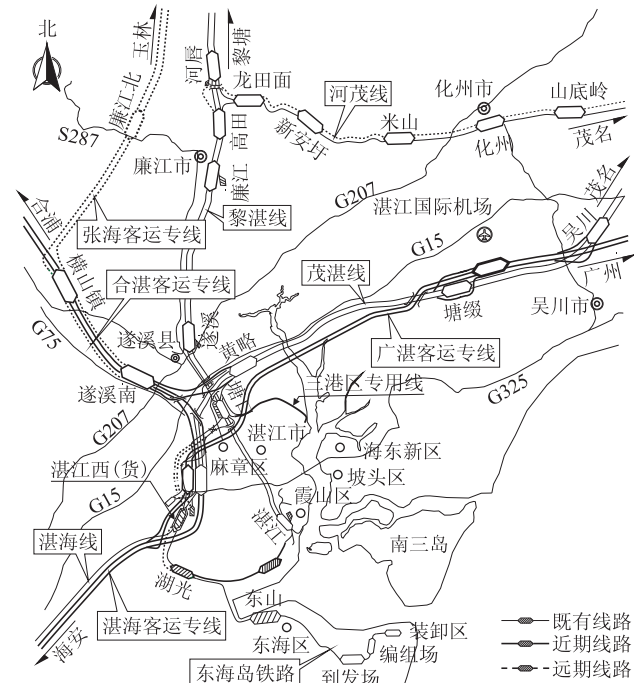 北
玉林
黎塘
河唇
龙田面
河茂线
化州市
山底岭
廉江北
S287
高田
新安圩
米山
化州
茂名
廉江市
廉江
G207
湛江国际机场
茂名
合浦
张海客运专线
黎湛线
G15
吴川
横山镇
合湛客运专线
茂湛线
广州
塘缀
吴川市
G75
遂溪县
遂溪
黄略
广湛客运专线
遂溪南
三港区专用线
G325
G207
湛江市
海东新区
湛江西(货)
麻章区
坡头区
G15
霞山区
湛江
湛海线
南三岛
湖光
东山
湛海客运专线
海安
东海区
装卸区
编组场
东海岛铁路
到发场
既有线路
近期线路
远期线路